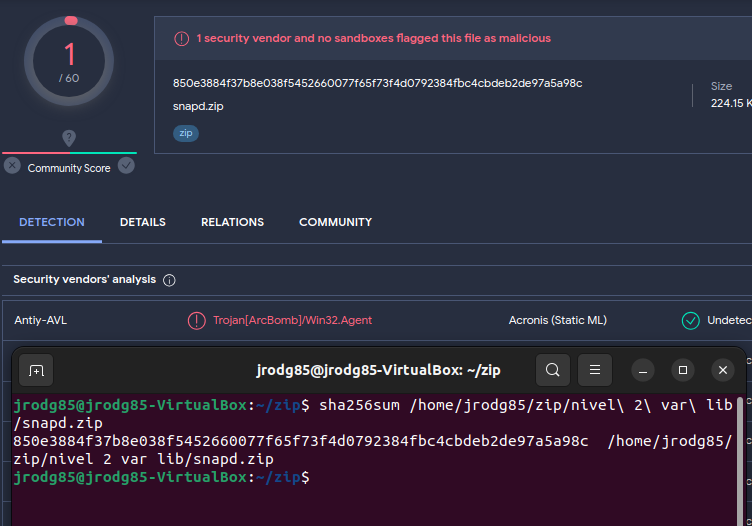 1
/ 60
Community Score
1 security vendor and no sandboxes flagged this file as malicious
850e3884f37b8e038f5452660077f65f73f4d0792384fbc4cbdeb2de97a5a98c
snapd.zip
zip
Size
224.15 K
DETECTION
DETAILS
RELATIONS
COMMUNITY
Security vendors' analysis
Antiy-AVL
Trojan[ArcBomb]/Win32.Agent
Acronis (Static ML)
Undetec
jrodg85@jrodg85-VirtualBox: ~/zip
jrodg85@jrodg85-VirtualBox:~/zip$ sha256sum /home/jrodg85/zip/nivel\ 2\ var\ lib
/snapd.zip
850e3884f37b8e038f5452660077f65f73f4d0792384fbc4cbdeb2de97a5a98c  /home/jrodg85/
zip/nivel 2 var lib/snapd.zip
jrodg85@jrodg85-VirtualBox:~/zip$